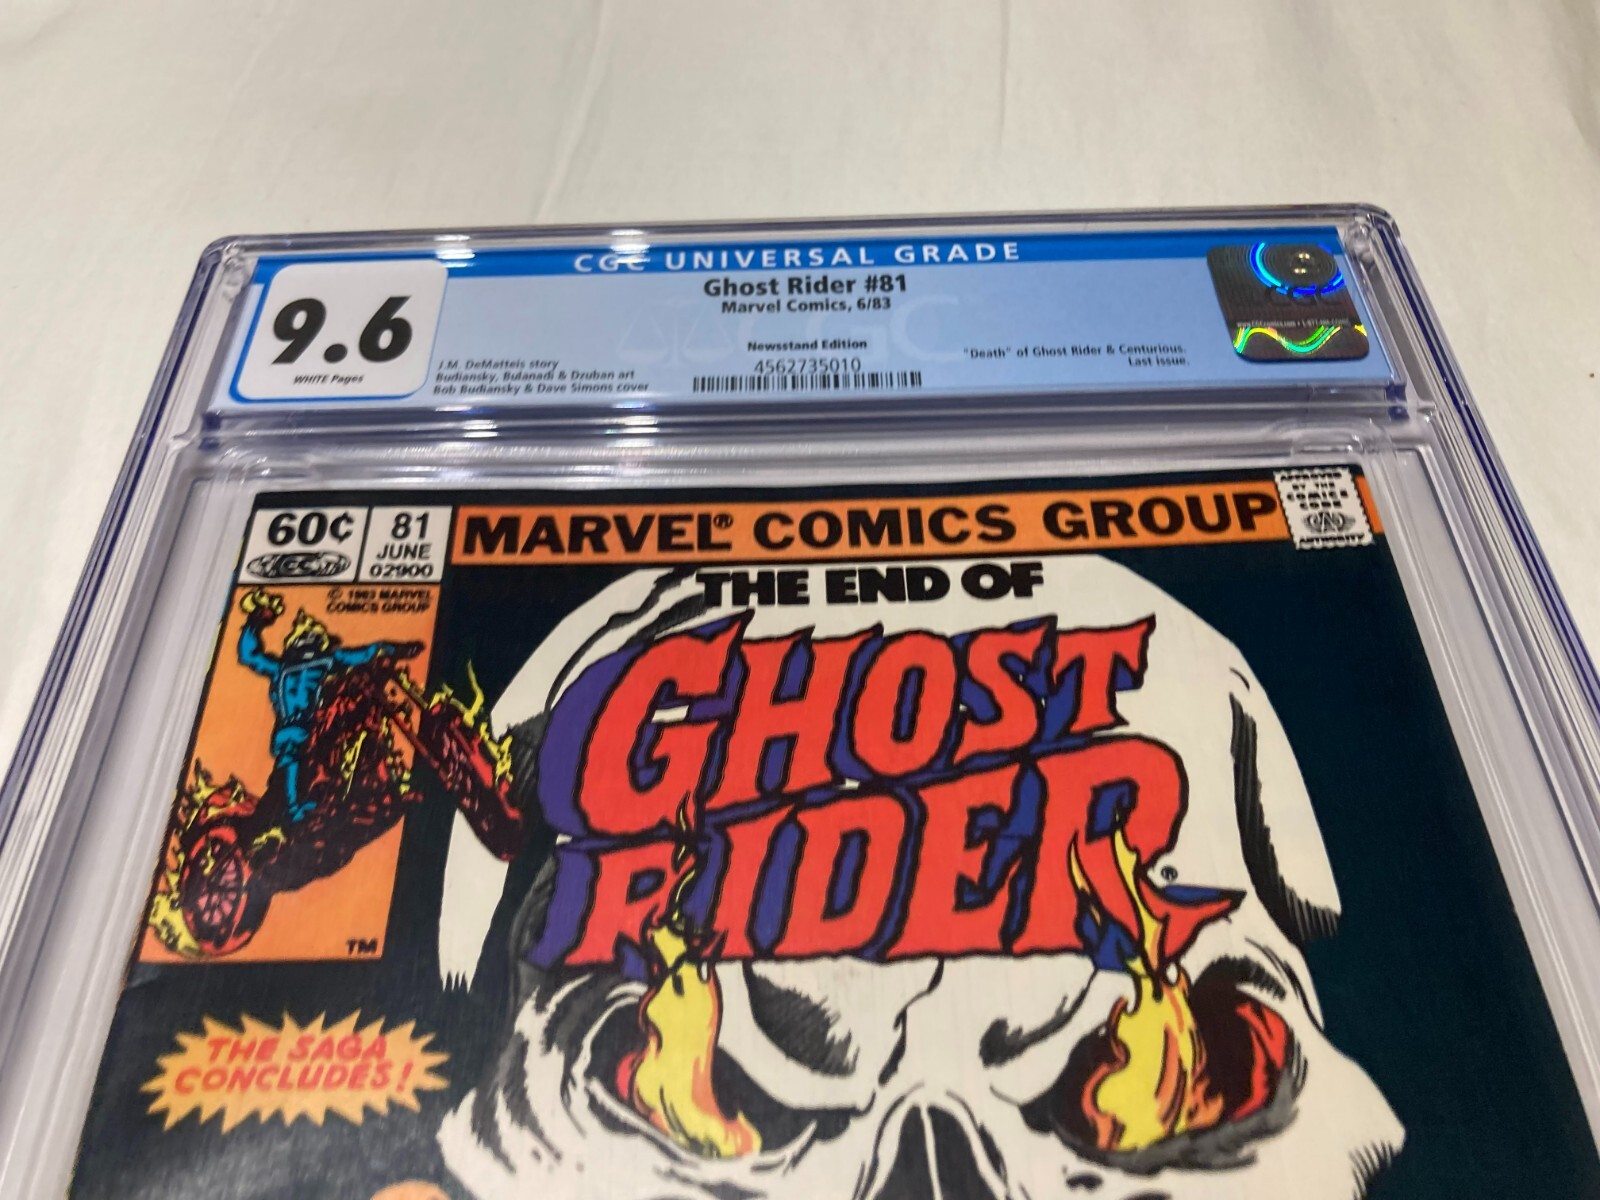 CGC UNIVERSAL GRADE
9.6
WHITE Pages
Ghost Rider #81
Marvel Comics, 6/83
Newsstand Edition
4562735010
J.M. DeMatteis story
Budiansky, Bulanadi & Dzuban art
Bob Budiansky & Dave Simons cover
"Death" of Ghost Rider & Centurious.
Last issue.
60¢
CC
81
JUNE
02900
MARVEL® COMICS GROUP
APPROVED
BY THE
COMICS
CODE
CA
AUTHORITY
© 1983 MARVEL
COMICS GROUP
TM
THE END OF
GHOST
RIDER®
THE SAGA
CONCLUDES!